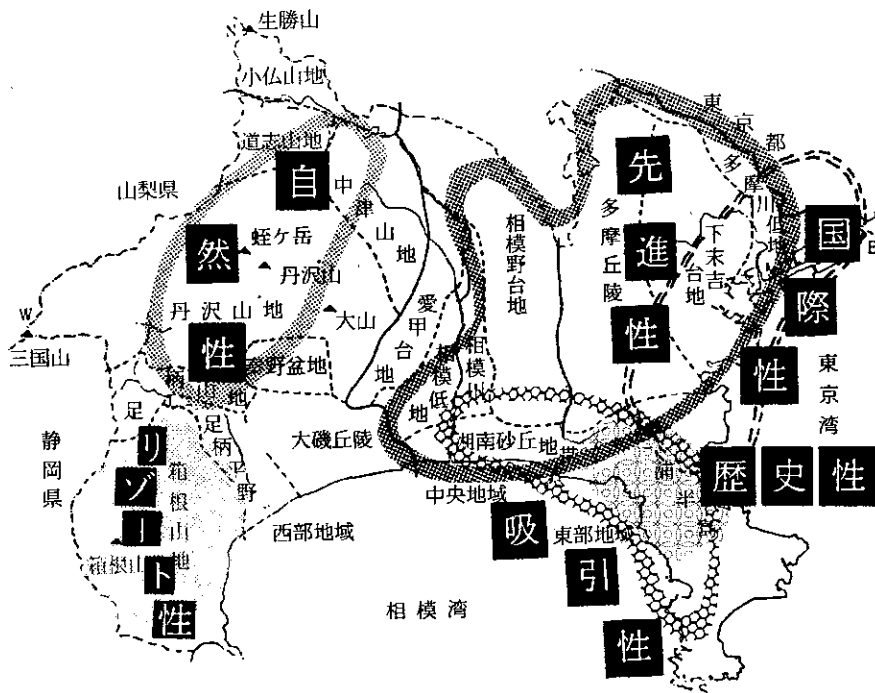 N
生勝山
小仏山地
道志山地
山梨県
自然性
蛭ヶ岳
丹沢山
丹沢山地
大山
中津山地
愛甲台地
相模野台地
相模川
相模低地
秦野盆地
W
三国山
足柄
足柄平野
静岡県
リゾート性
箱根山地
箱根山
大磯丘陵
西部地域
中央地域
湘南砂丘地帯
東部地域
吸引性
相模湾
先進性
多摩丘陵
下末吉台地
東京都
多摩川低地
国際性
E
東京湾
歴史性
半島
S